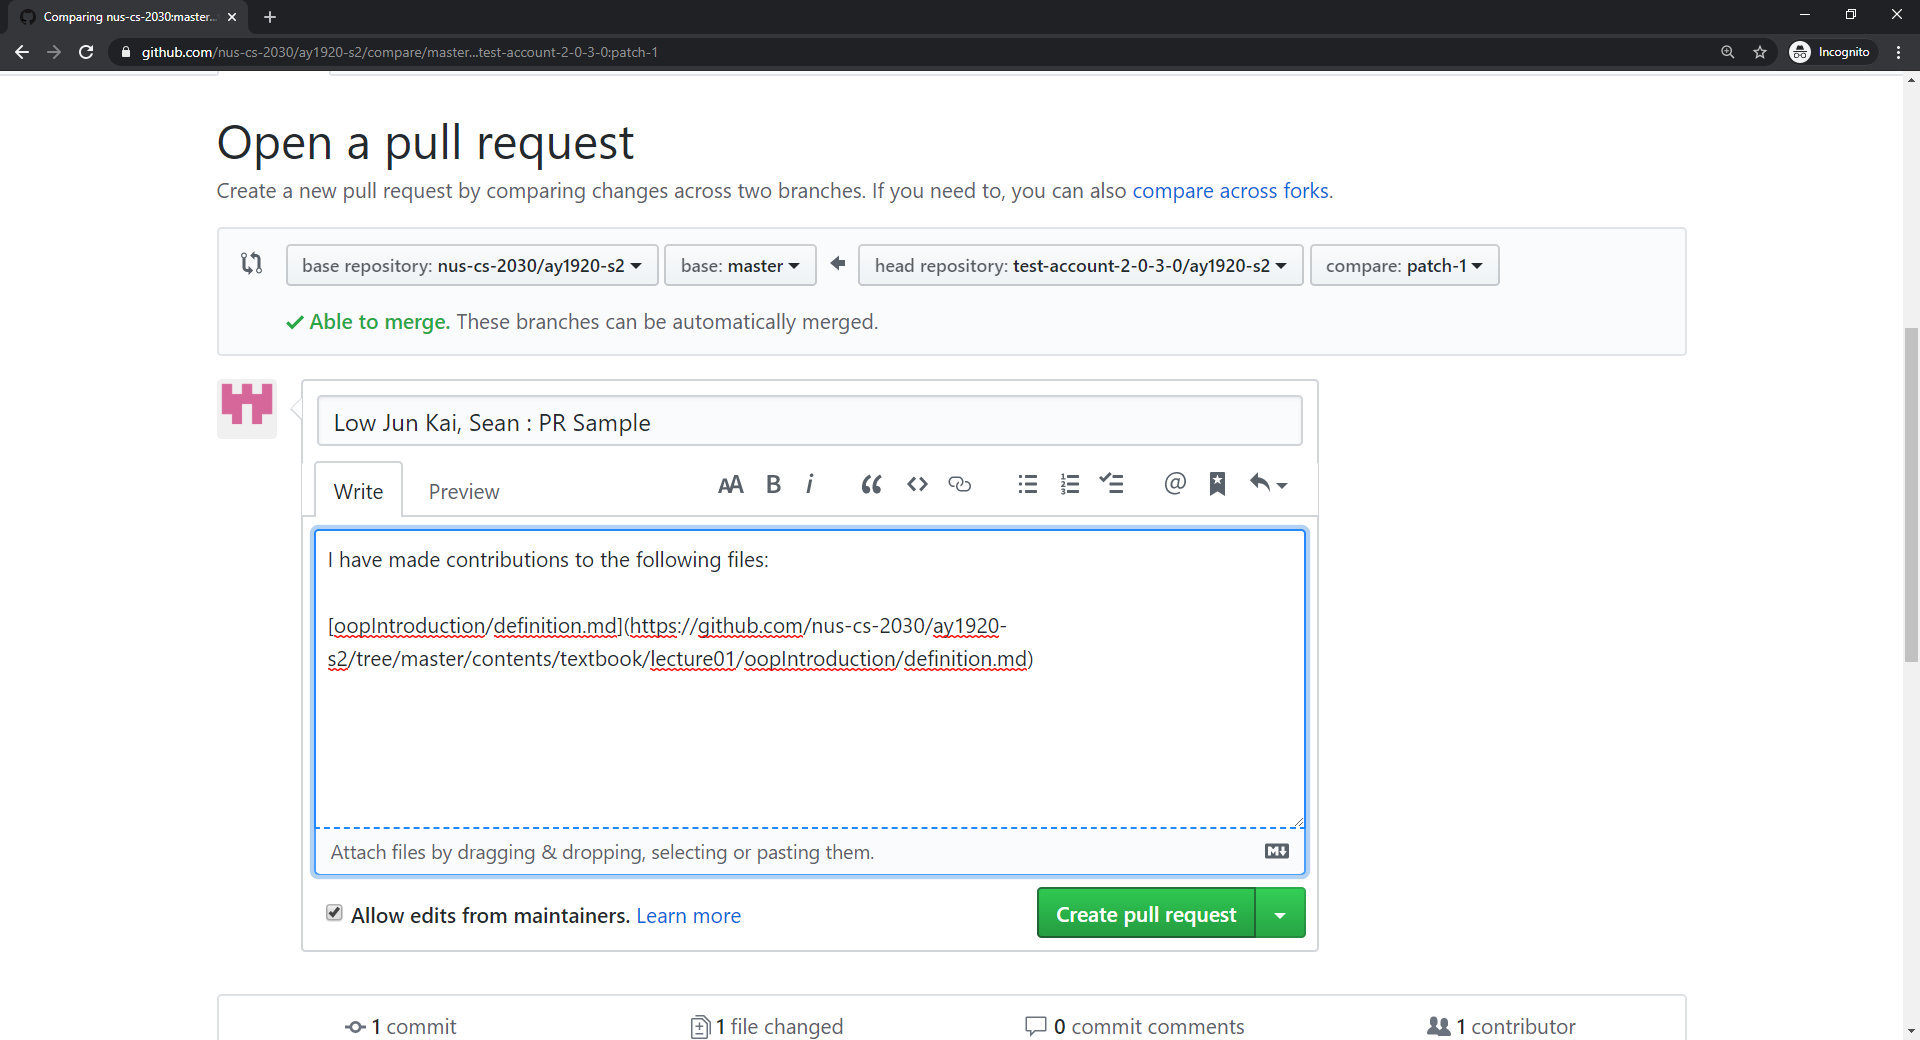 Comparing nus-cs-2030:master...
github.com/nus-cs-2030/ay1920-s2/compare/master...test-account-2-0-3-0:patch-1
Incognito
Open a pull request
Create a new pull request by comparing changes across two branches. If you need to, you can also compare across forks.
base repository: nus-cs-2030/ay1920-s2
base: master
head repository: test-account-2-0-3-0/ay1920-s2
compare: patch-1
Able to merge. These branches can be automatically merged.
Low Jun Kai, Sean : PR Sample
Write
Preview
AA B i
I have made contributions to the following files:
[oopIntroduction/definition.md](https://github.com/nus-cs-2030/ay1920-
s2/tree/master/contents/textbook/lecture01/oopIntroduction/definition.md)
Attach files by dragging & dropping, selecting or pasting them.
Allow edits from maintainers. Learn more
Create pull request
1 commit
1 file changed
0 commit comments
1 contributor